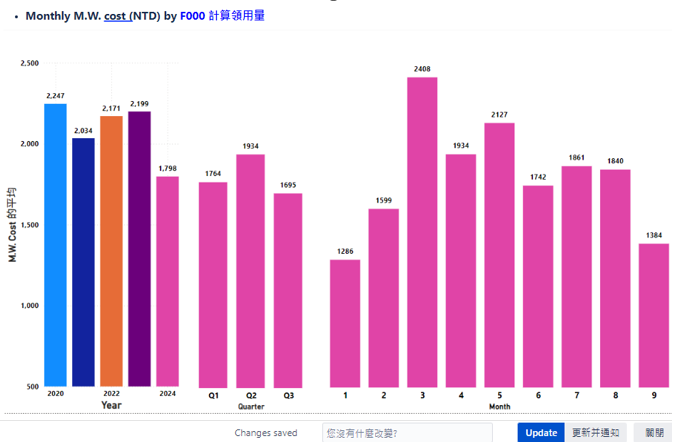 • Monthly M.W. cost (NTD) by F000 計算領用量
2,500
2,000
1,500
1,000
500
M.W. Cost 的平均
2,247
2,034
2,171
2,199
1,798
2020
2022
2024
Year
1764
1934
1695
Q1
Q2
Q3
Quarter
1286
1599
2408
1934
2127
1742
1861
1840
1384
1
2
3
4
5
6
7
8
9
Month
Changes saved
您沒有什麼改變?
Update
更新并通知
關閉